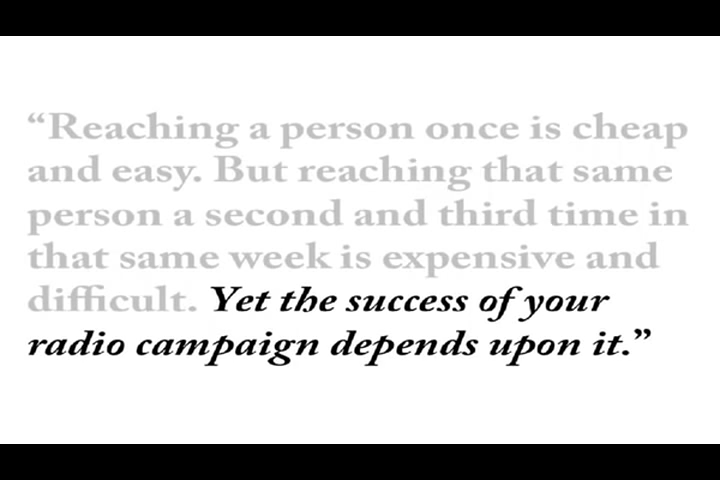 “Reaching a person once is cheap
and easy. But reaching that same
person a second and third time in
that same week is expensive and
difficult. Yet the success of your
radio campaign depends upon it.”